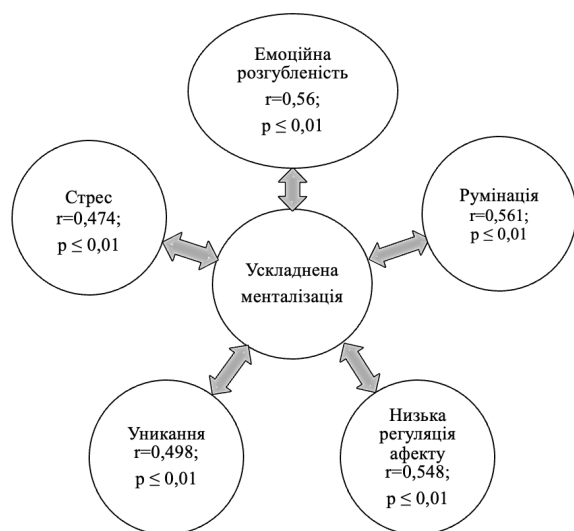 Емоційна
розгубленість
r=0,56;
p ≤ 0,01
Стрес
r=0,474;
p ≤ 0,01
Румінація
r=0,561;
p ≤ 0,01
Ускладнена
менталізація
Уникання
r=0,498;
p ≤ 0,01
Низька
регуляція
афекту
r=0,548;
p ≤ 0,01